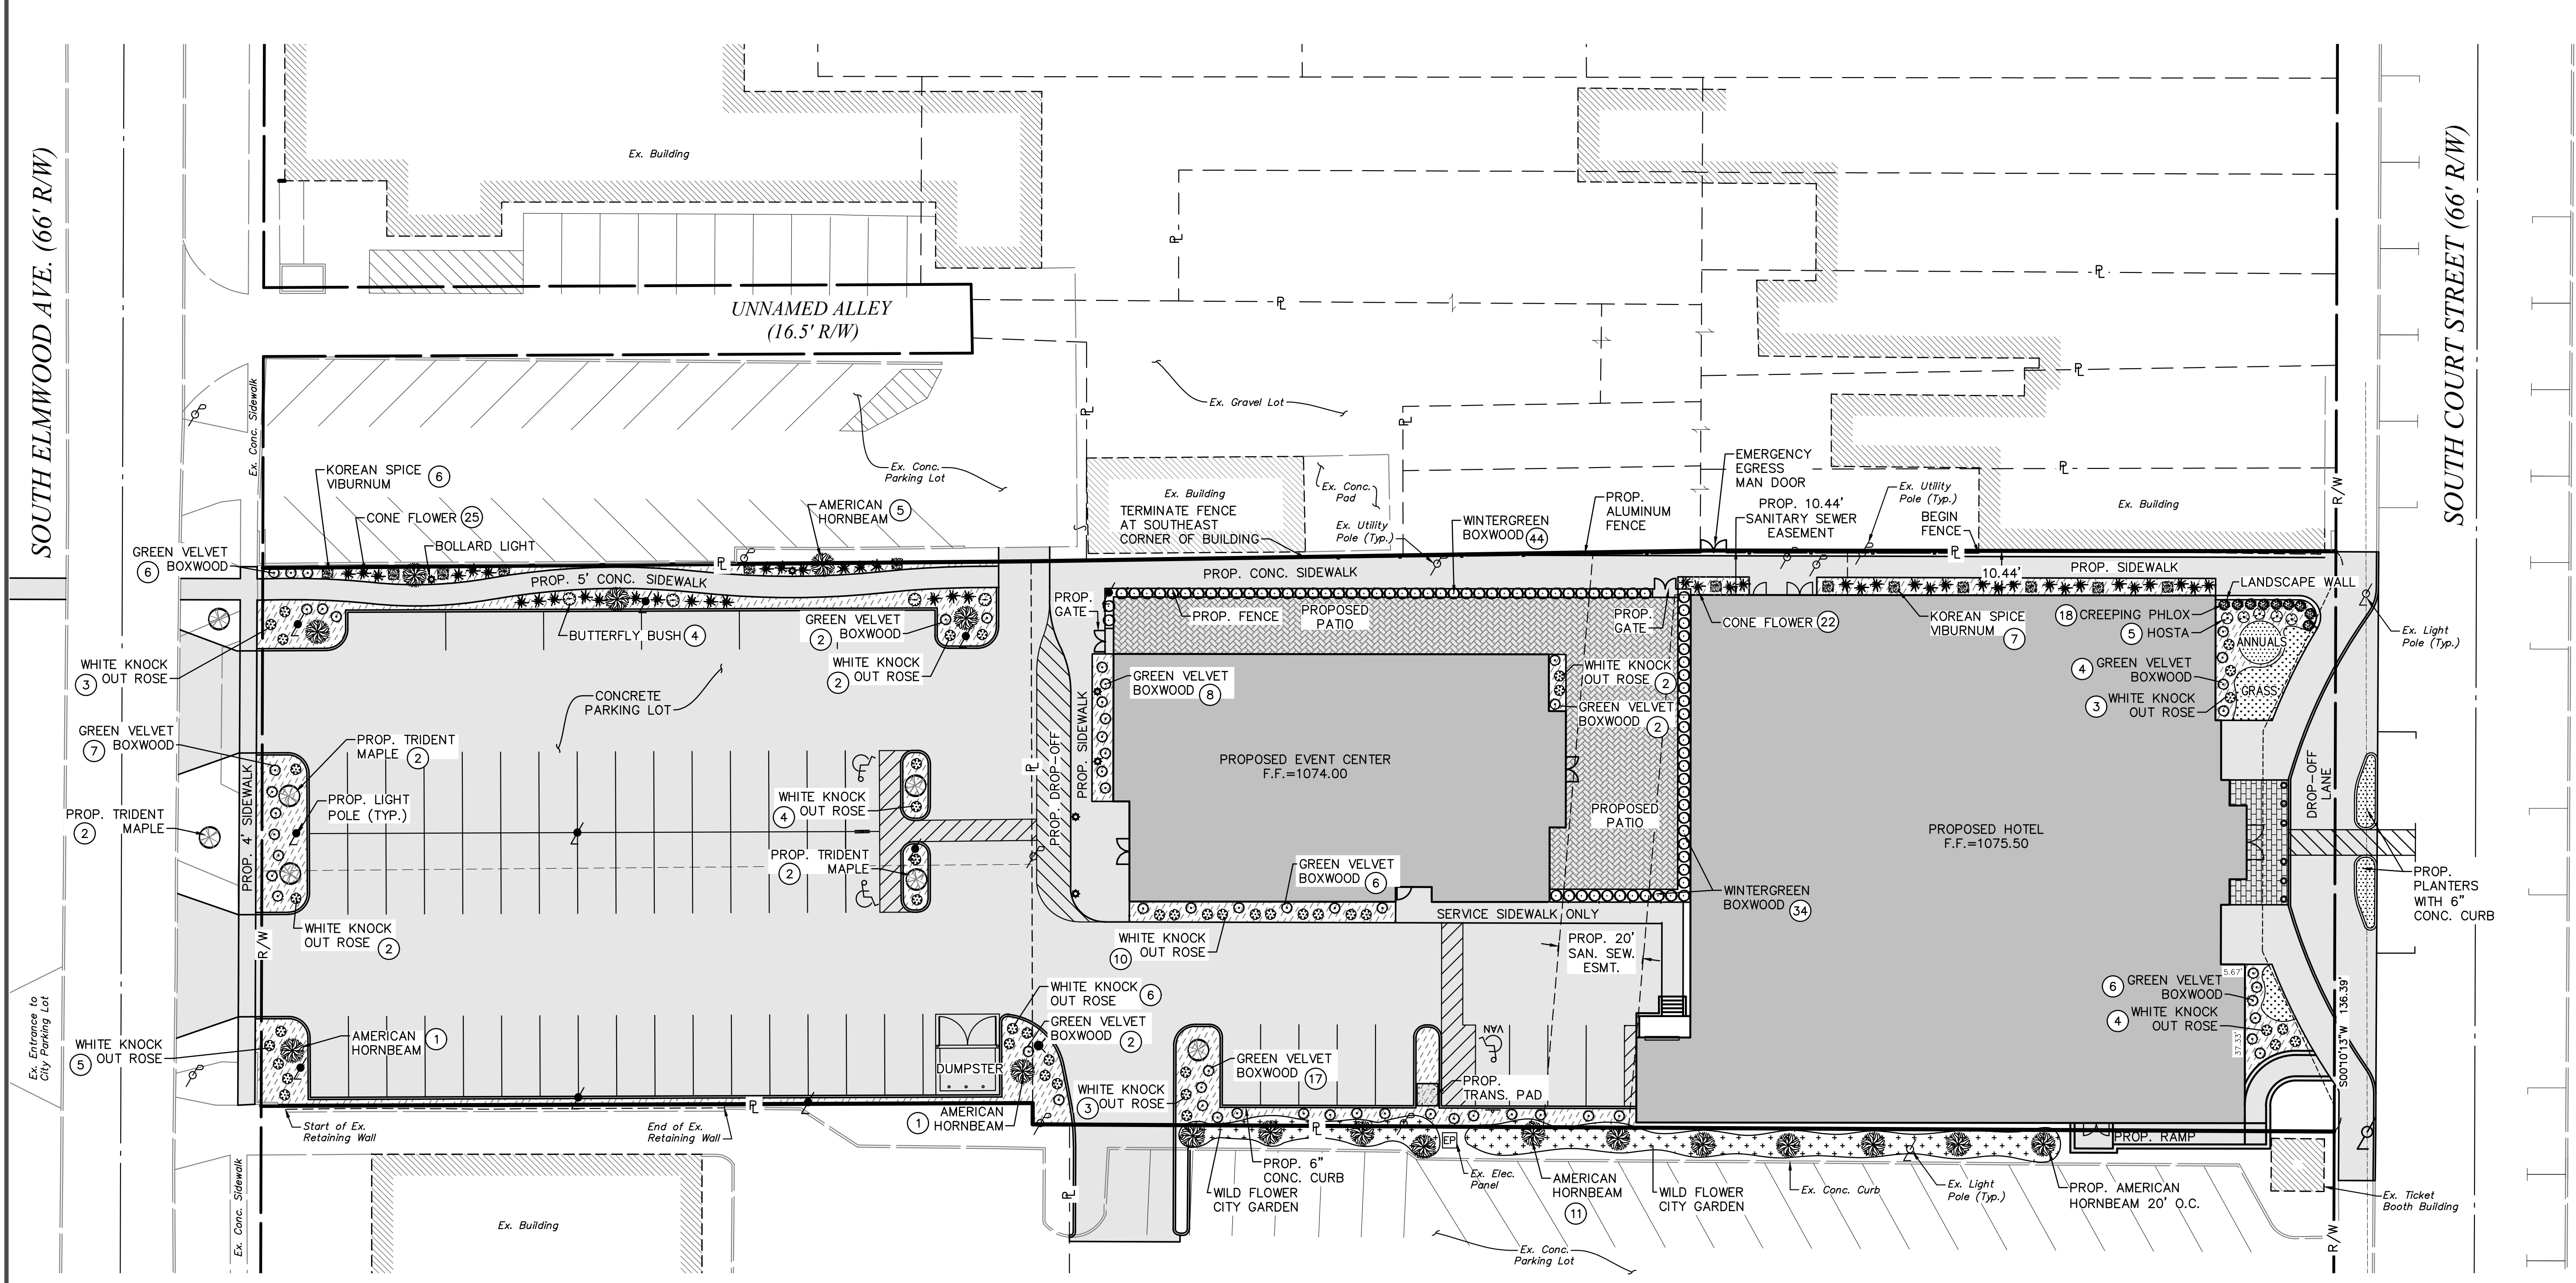 SOUTH ELMWOOD AVE. (66' R/W)
Ex. Building
UNNAMED ALLEY
(16.5' R/W)
Ex. Conc. Sidewalk
Ex. Gravel Lot
Ex. Conc.
Parking Lot
KOREAN SPICE
VIBURNUM 6
CONE FLOWER 25
BOLLARD LIGHT
AMERICAN
HORNBEAM 5
GREEN VELVET
6 BOXWOOD
PROP. 5' CONC. SIDEWALK
BUTTERFLY BUSH 4
GREEN VELVET
2 BOXWOOD
WHITE KNOCK
2 OUT ROSE
WHITE KNOCK
3 OUT ROSE
CONCRETE
PARKING LOT
GREEN VELVET
7 BOXWOOD
PROP. TRIDENT
MAPLE 2
PROP. LIGHT
POLE (TYP.)
PROP. TRIDENT
2 MAPLE
PROP. 4' SIDEWALK
WHITE KNOCK
4 OUT ROSE
PROP. TRIDENT
2 MAPLE
WHITE KNOCK
OUT ROSE 2
R/W
Ex. Entrance to
City Parking Lot
WHITE KNOCK
5 OUT ROSE
AMERICAN
HORNBEAM 1
DUMPSTER
AMERICAN
1 HORNBEAM
Start of Ex.
Retaining Wall
End of Ex.
Retaining Wall
Ex. Conc. Sidewalk
Ex. Building
PL
PL
PL
PL
PL
PL
PL
PL
PL
PL
PL
PL
PL
Ex. Building
TERMINATE FENCE
AT SOUTHEAST
CORNER OF BUILDING
Ex. Conc.
Pad
Ex. Utility
Pole (Typ.)
WINTERGREEN
BOXWOOD 44
PROP.
ALUMINUM
FENCE
EMERGENCY
EGRESS
MAN DOOR
PROP. 10.44'
SANITARY SEWER
EASEMENT
Ex. Utility
Pole (Typ.)
BEGIN
FENCE
Ex. Building
R/W
PROP. CONC. SIDEWALK
10.44'
PROP. SIDEWALK
PROP.
GATE
PROP. FENCE
PROPOSED
PATIO
PROP.
GATE
CONE FLOWER 22
KOREAN SPICE
VIBURNUM 7
LANDSCAPE WALL
18 CREEPING PHLOX
5 HOSTA
ANNUALS
4 GREEN VELVET
BOXWOOD
GRASS
3 WHITE KNOCK
OUT ROSE
Ex. Light
Pole (Typ.)
GREEN VELVET
BOXWOOD 8
WHITE KNOCK
OUT ROSE 2
GREEN VELVET
BOXWOOD 2
PROP. DROP-OFF
PROP. SIDEWALK
PROPOSED EVENT CENTER
F.F.=1074.00
PROPOSED
PATIO
PROPOSED HOTEL
F.F.=1075.50
DROP-OFF
LANE
GREEN VELVET
BOXWOOD 6
WINTERGREEN
BOXWOOD 34
SERVICE SIDEWALK ONLY
WHITE KNOCK
10 OUT ROSE
PROP. 20'
SAN. SEW.
ESMT.
PROP.
PLANTERS
WITH 6"
CONC. CURB
5.67'
6 GREEN VELVET
BOXWOOD
4 WHITE KNOCK
OUT ROSE
37.33'
S00°10'13"W 136.39'
WHITE KNOCK
OUT ROSE 6
GREEN VELVET
BOXWOOD 2
WHITE KNOCK
3 OUT ROSE
GREEN VELVET
BOXWOOD 17
VAN
PROP.
TRANS. PAD
PROP. 6"
CONC. CURB
WILD FLOWER
CITY GARDEN
EP
Ex. Elec.
Panel
AMERICAN
HORNBEAM
11
WILD FLOWER
CITY GARDEN
Ex. Conc. Curb
Ex. Light
Pole (Typ.)
PROP. AMERICAN
HORNBEAM 20' O.C.
PROP. RAMP
Ex. Ticket
Booth Building
Ex. Conc.
Parking Lot
R/W
SOUTH COURT STREET (66' R/W)